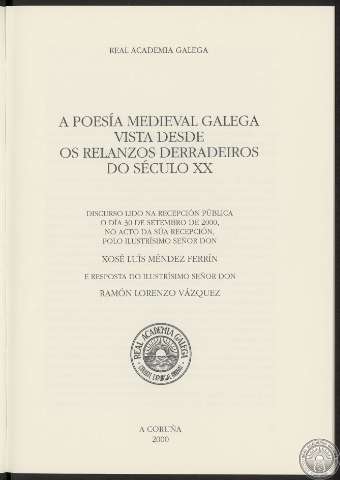 REAL ACADEMIA GALEGA
A POESÍA MEDIEVAL GALEGA
VISTA DESDE
OS RELANZOS DERRADEIROS
DO SÉCULO XX
DISCURSO LIDO NA RECEPCIÓN PÚBLICA
O DÍA 30 DE SETEMBRO DE 2000,
NO ACTO DA SÚA RECEPCIÓN,
POLO ILUSTRÍSIMO SEÑOR DON
XOSÉ LUÍS MÉNDEZ FERRÍN
E RESPOSTA DO ILUSTRÍSIMO SEÑOR DON
RAMÓN LORENZO VÁZQUEZ
REAL ACADEMIA GALEGA
A CORUÑA
2000